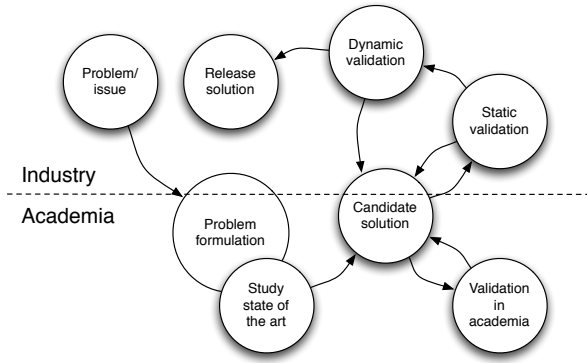 Problem/
issue
Release
solution
Dynamic
validation
Static
validation
Industry
Academia
Problem
formulation
Candidate
solution
Study
state of
the art
Validation
in
academia